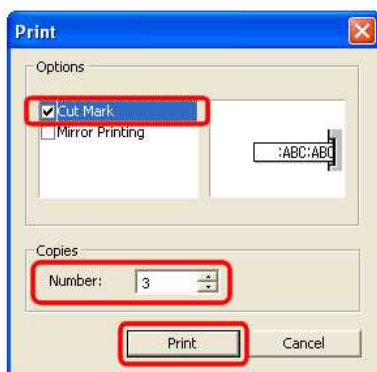 Print
Options
Cut Mark
Mirror Printing
:ABC:ABC
Copies
Number: 3
Print Cancel